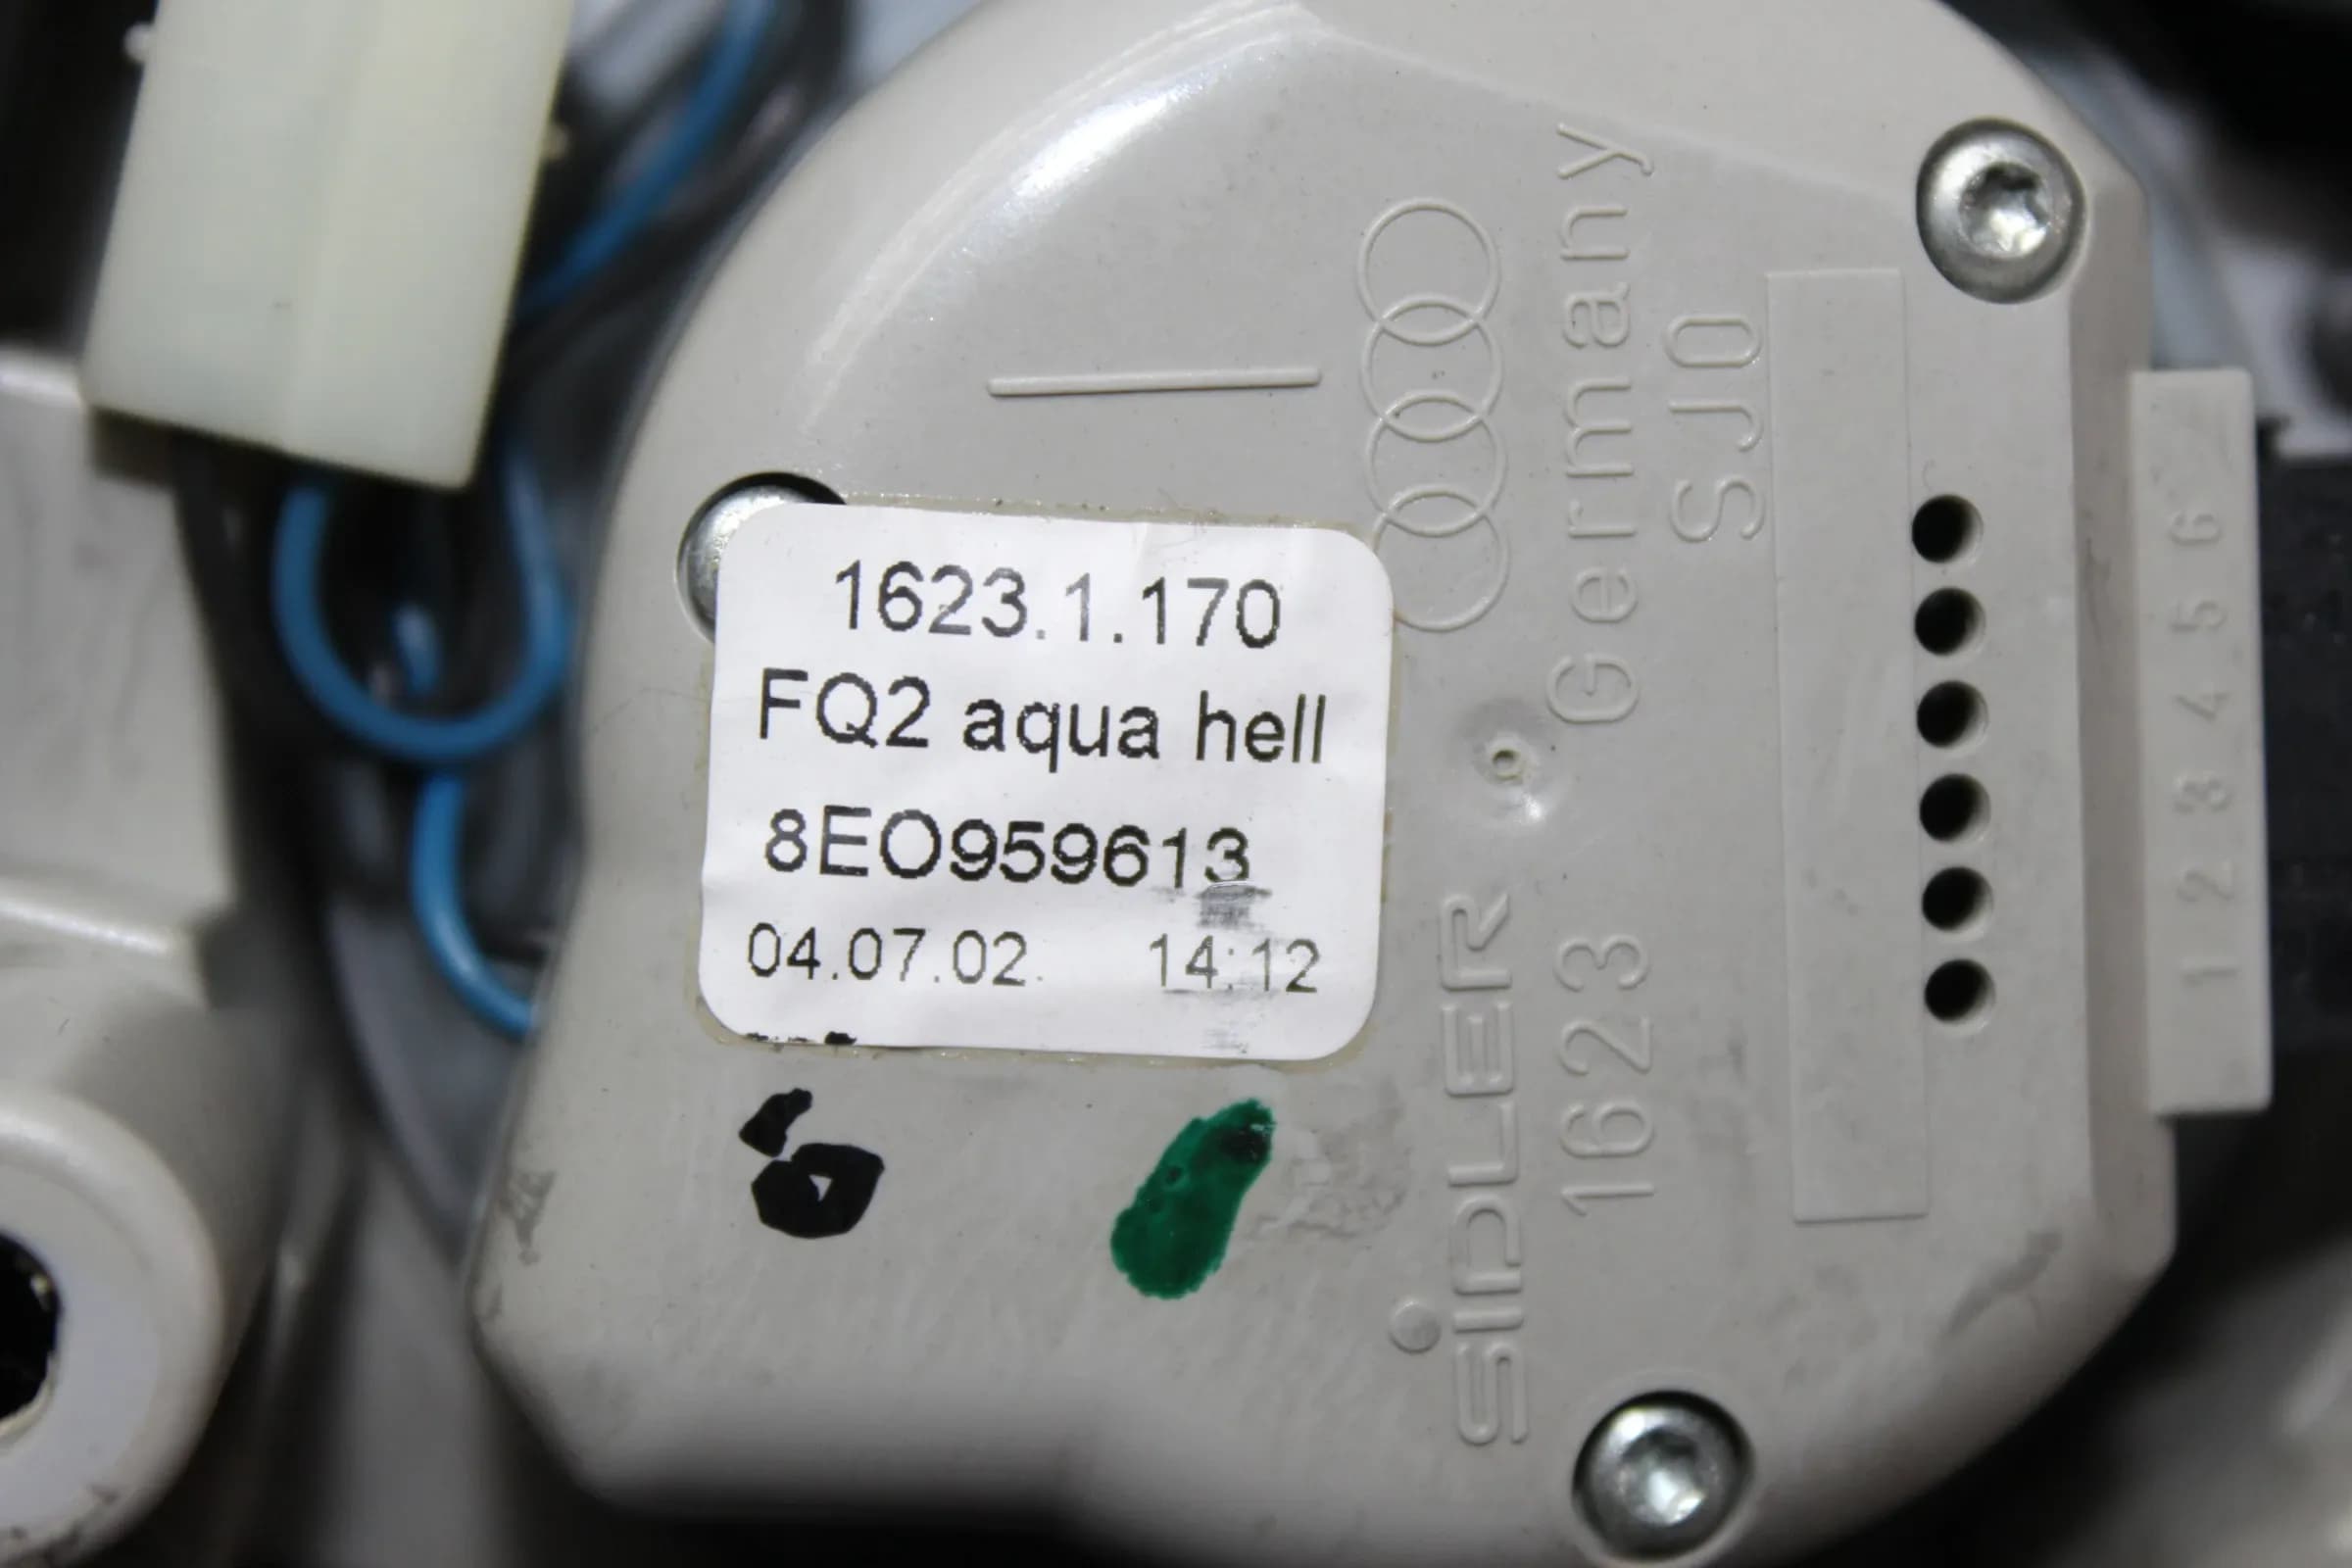 1623.1.170
FQ2 aqua hell
8EO959613
04.07.02. 14:12
Germany
SJ0
SiDLER
1623
1 2 3 4 5 6